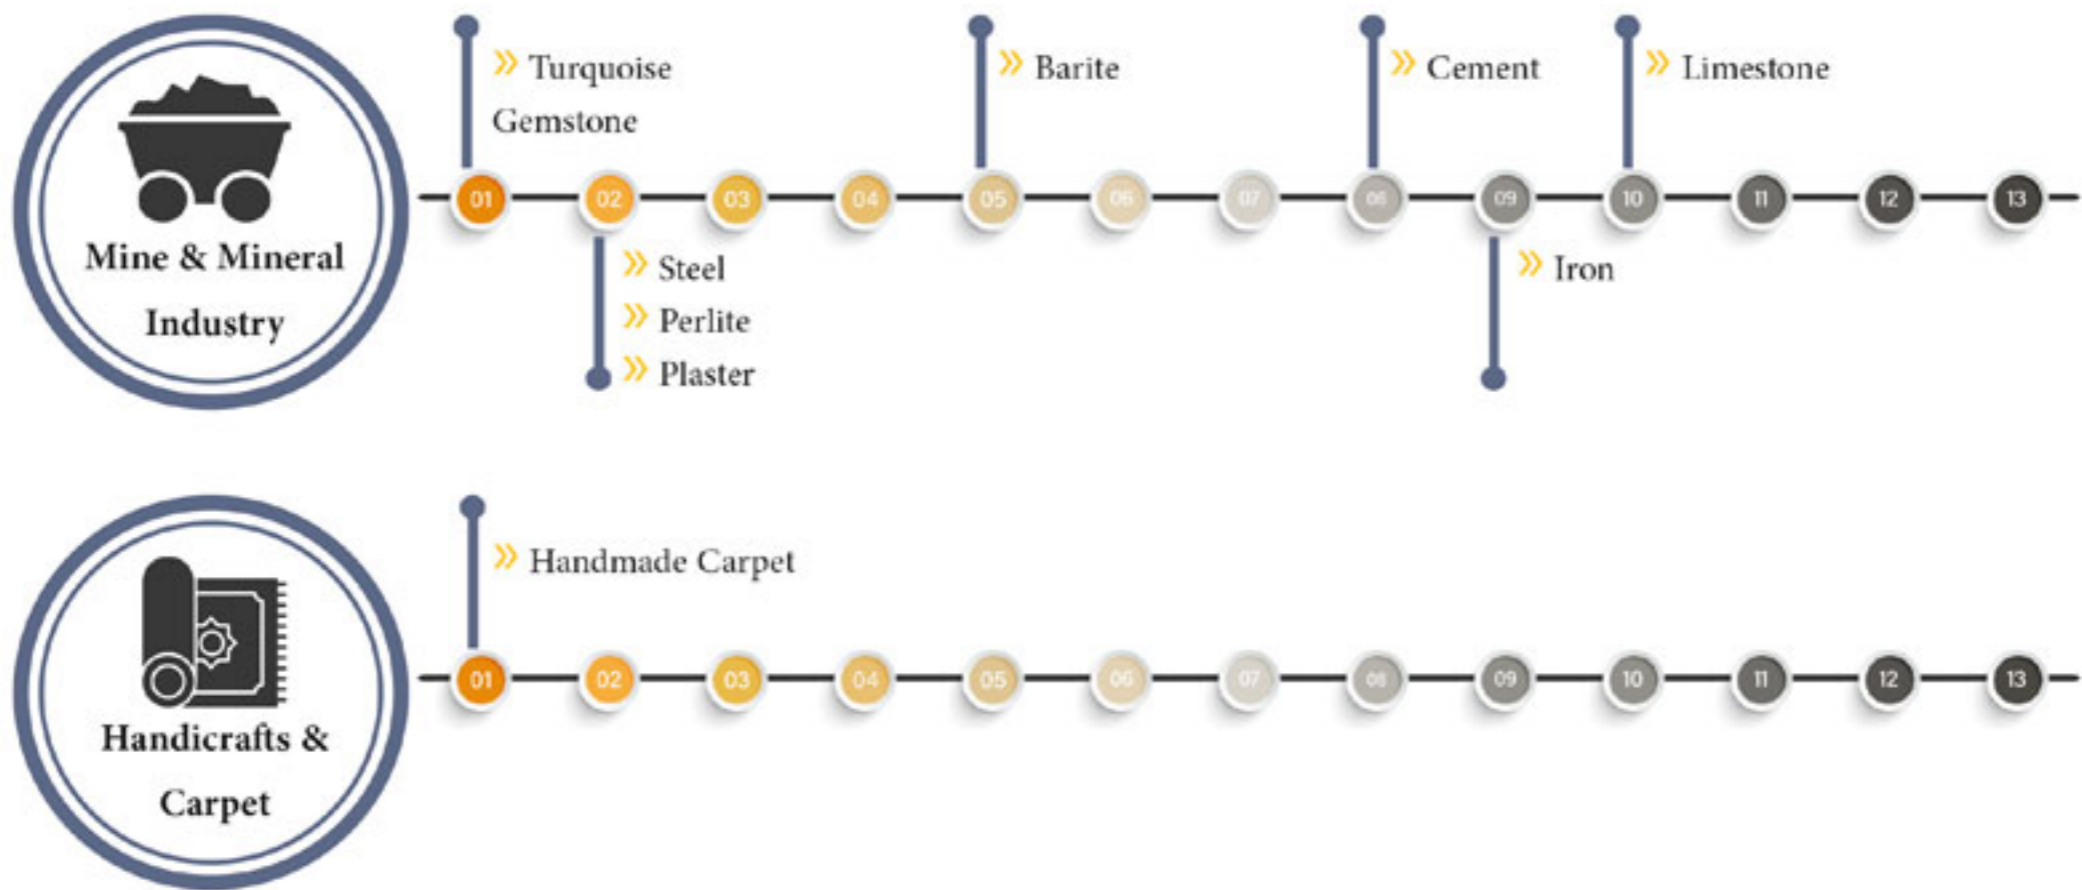 Turquoise
Gemstone
Barite
Cement
Limestone
01 02 03 04 05 06 07 08 09 10 11 12 13
Mine & Mineral
Industry
Steel
Perlite
Plaster
Iron
Handmade Carpet
01 02 03 04 05 06 07 08 09 10 11 12 13
Handicrafts &
Carpet